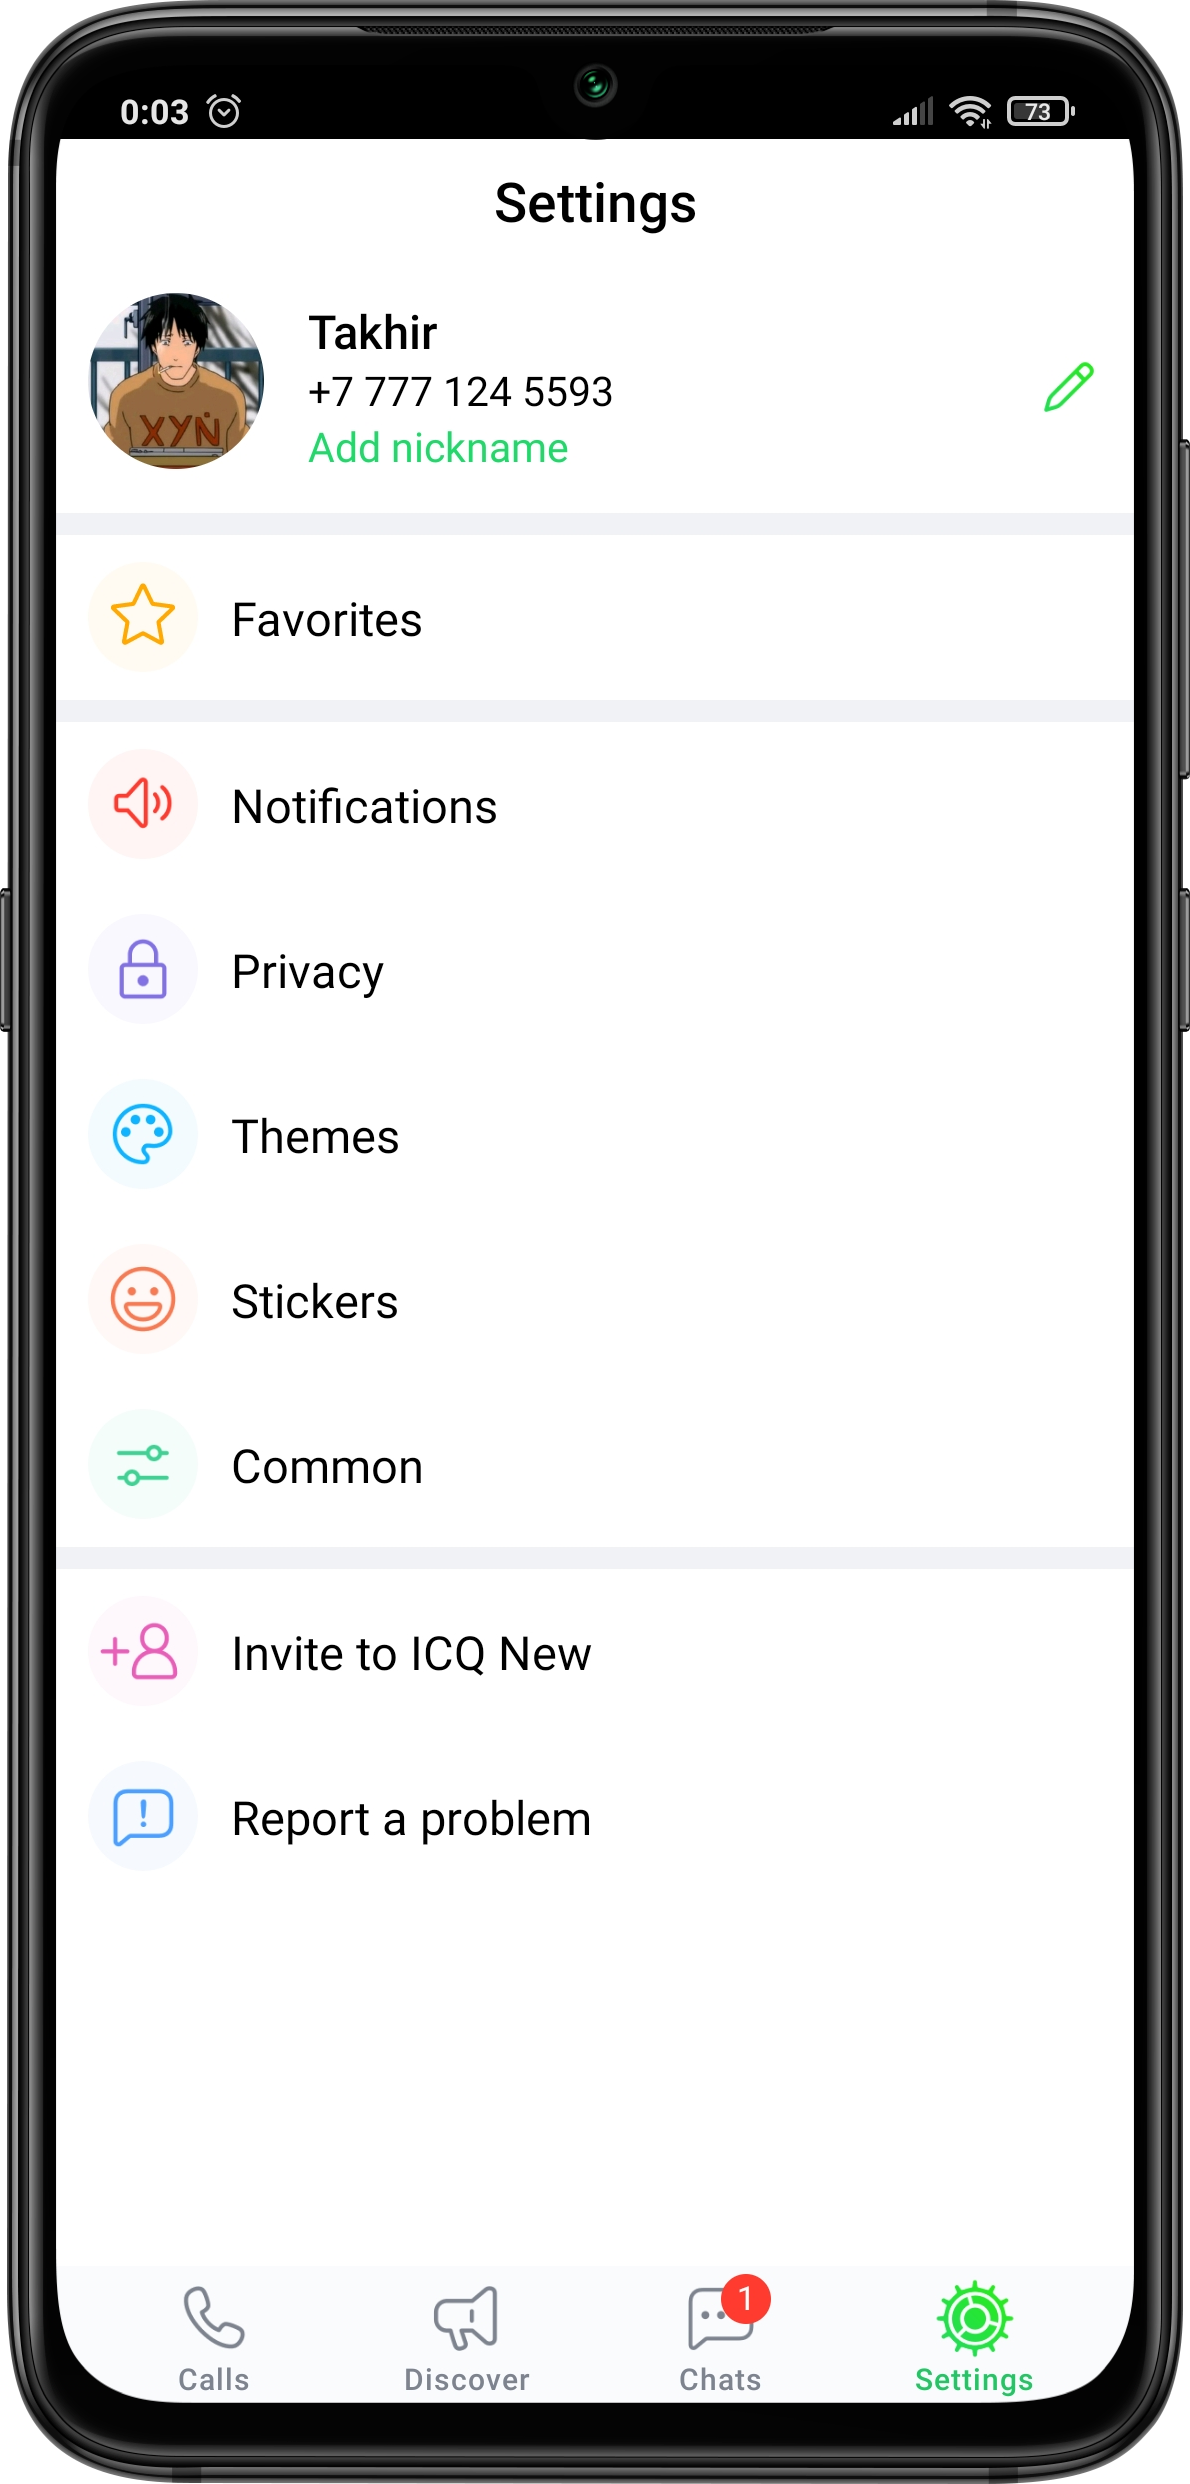 0:03
73
Settings
Takhir
+7 777 124 5593
Add nickname
ХУЙ
Favorites
Notifications
Privacy
Themes
Stickers
Common
Invite to ICQ New
Report a problem
1
Calls
Discover
Chats
Settings